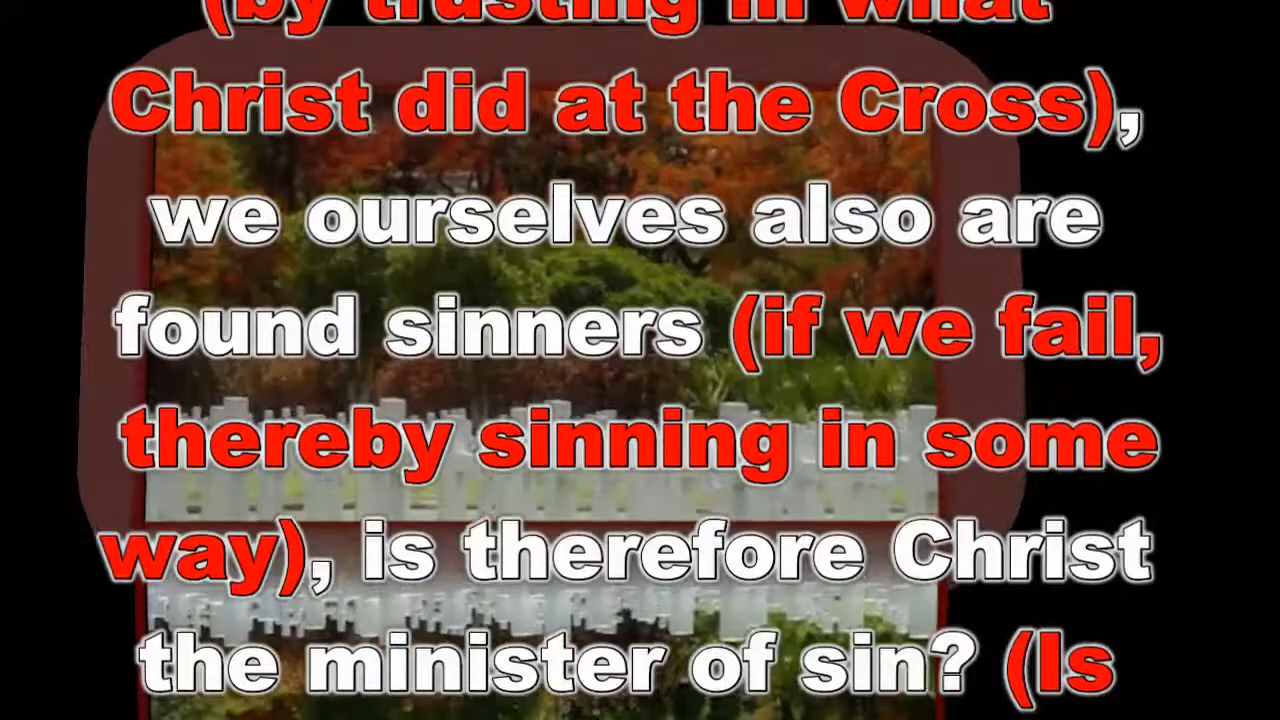 (by trusting in what
Christ did at the Cross),
we ourselves also are
found sinners (if we fail,
thereby sinning in some
way), is therefore Christ
the minister of sin? (Is